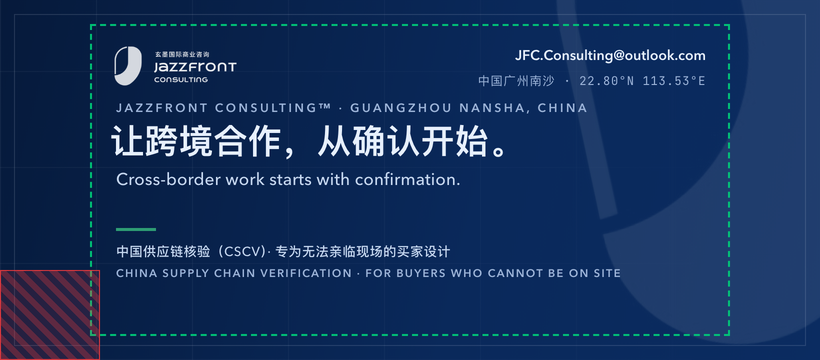 玄墨国际商业咨询
JAZZFRONT
CONSULTING
JFC.Consulting@outlook.com
中国广州南沙 · 22.80°N 113.53°E
JAZZFRONT CONSULTING™ · GUANGZHOU NANSHA, CHINA
让跨境合作，从确认开始。
Cross-border work starts with confirmation.
中国供应链核验（CSCV）· 专为无法亲临现场的买家设计
CHINA SUPPLY CHAIN VERIFICATION · FOR BUYERS WHO CANNOT BE ON SITE